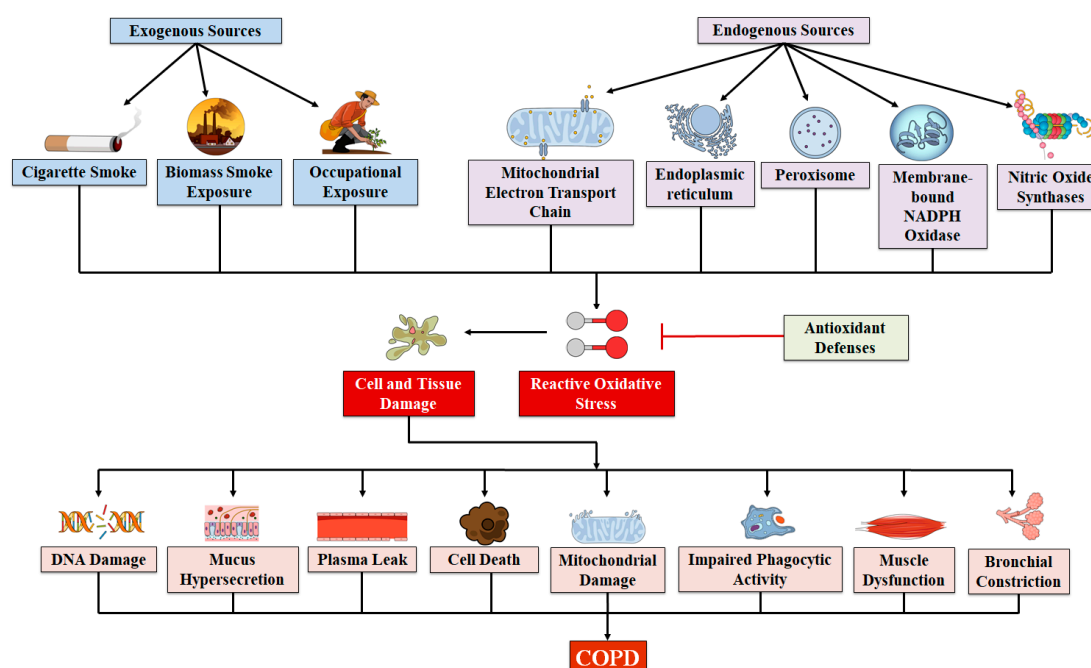 Exogenous Sources
Endogenous Sources
Cigarette Smoke
Biomass Smoke
Exposure
Occupational
Exposure
Mitochondrial
Electron Transport
Chain
Endoplasmic
reticulum
Peroxisome
Membrane-
bound
NADPH
Oxidase
Nitric Oxide
Synthases
Antioxidant
Defenses
Cell and Tissue
Damage
Reactive Oxidative
Stress
DNA Damage
Mucus
Hypersecretion
Plasma Leak
Cell Death
Mitochondrial
Damage
Impaired Phagocytic
Activity
Muscle
Dysfunction
Bronchial
Constriction
COPD